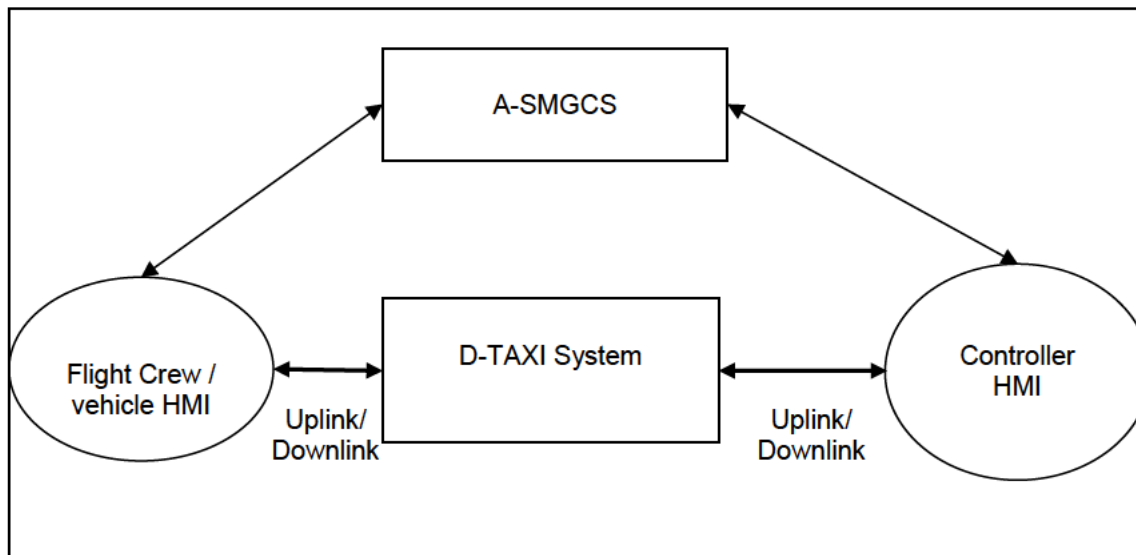 A-SMGCS
D-TAXI System
Flight Crew /
vehicle HMI
Controller
HMI
Uplink/
Downlink
Uplink/
Downlink